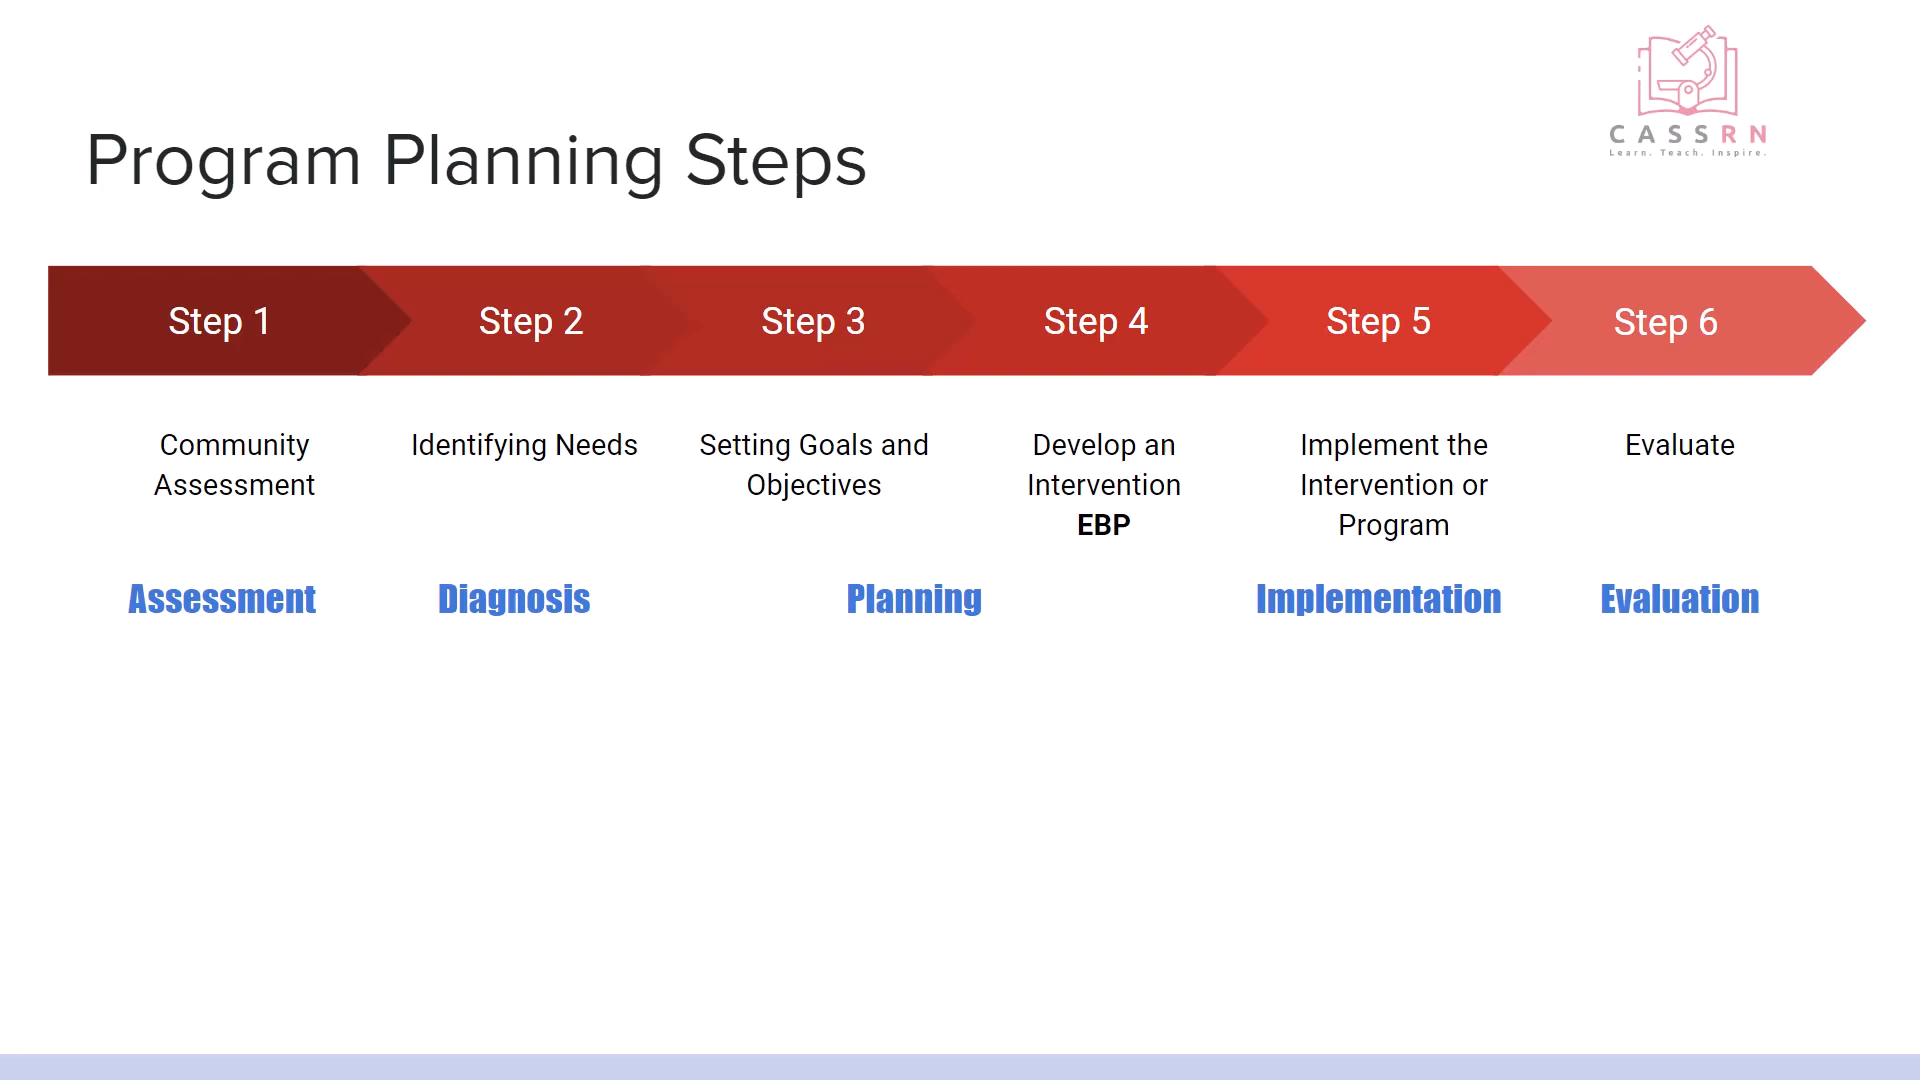 CASSRN
Learn. Teach. Inspire.
Program Planning Steps
Step 1
Step 2
Step 3
Step 4
Step 5
Step 6
Community
Assessment
Identifying Needs
Setting Goals and
Objectives
Develop an
Intervention
EBP
Implement the
Intervention or
Program
Evaluate
Assessment
Diagnosis
Planning
Implementation
Evaluation